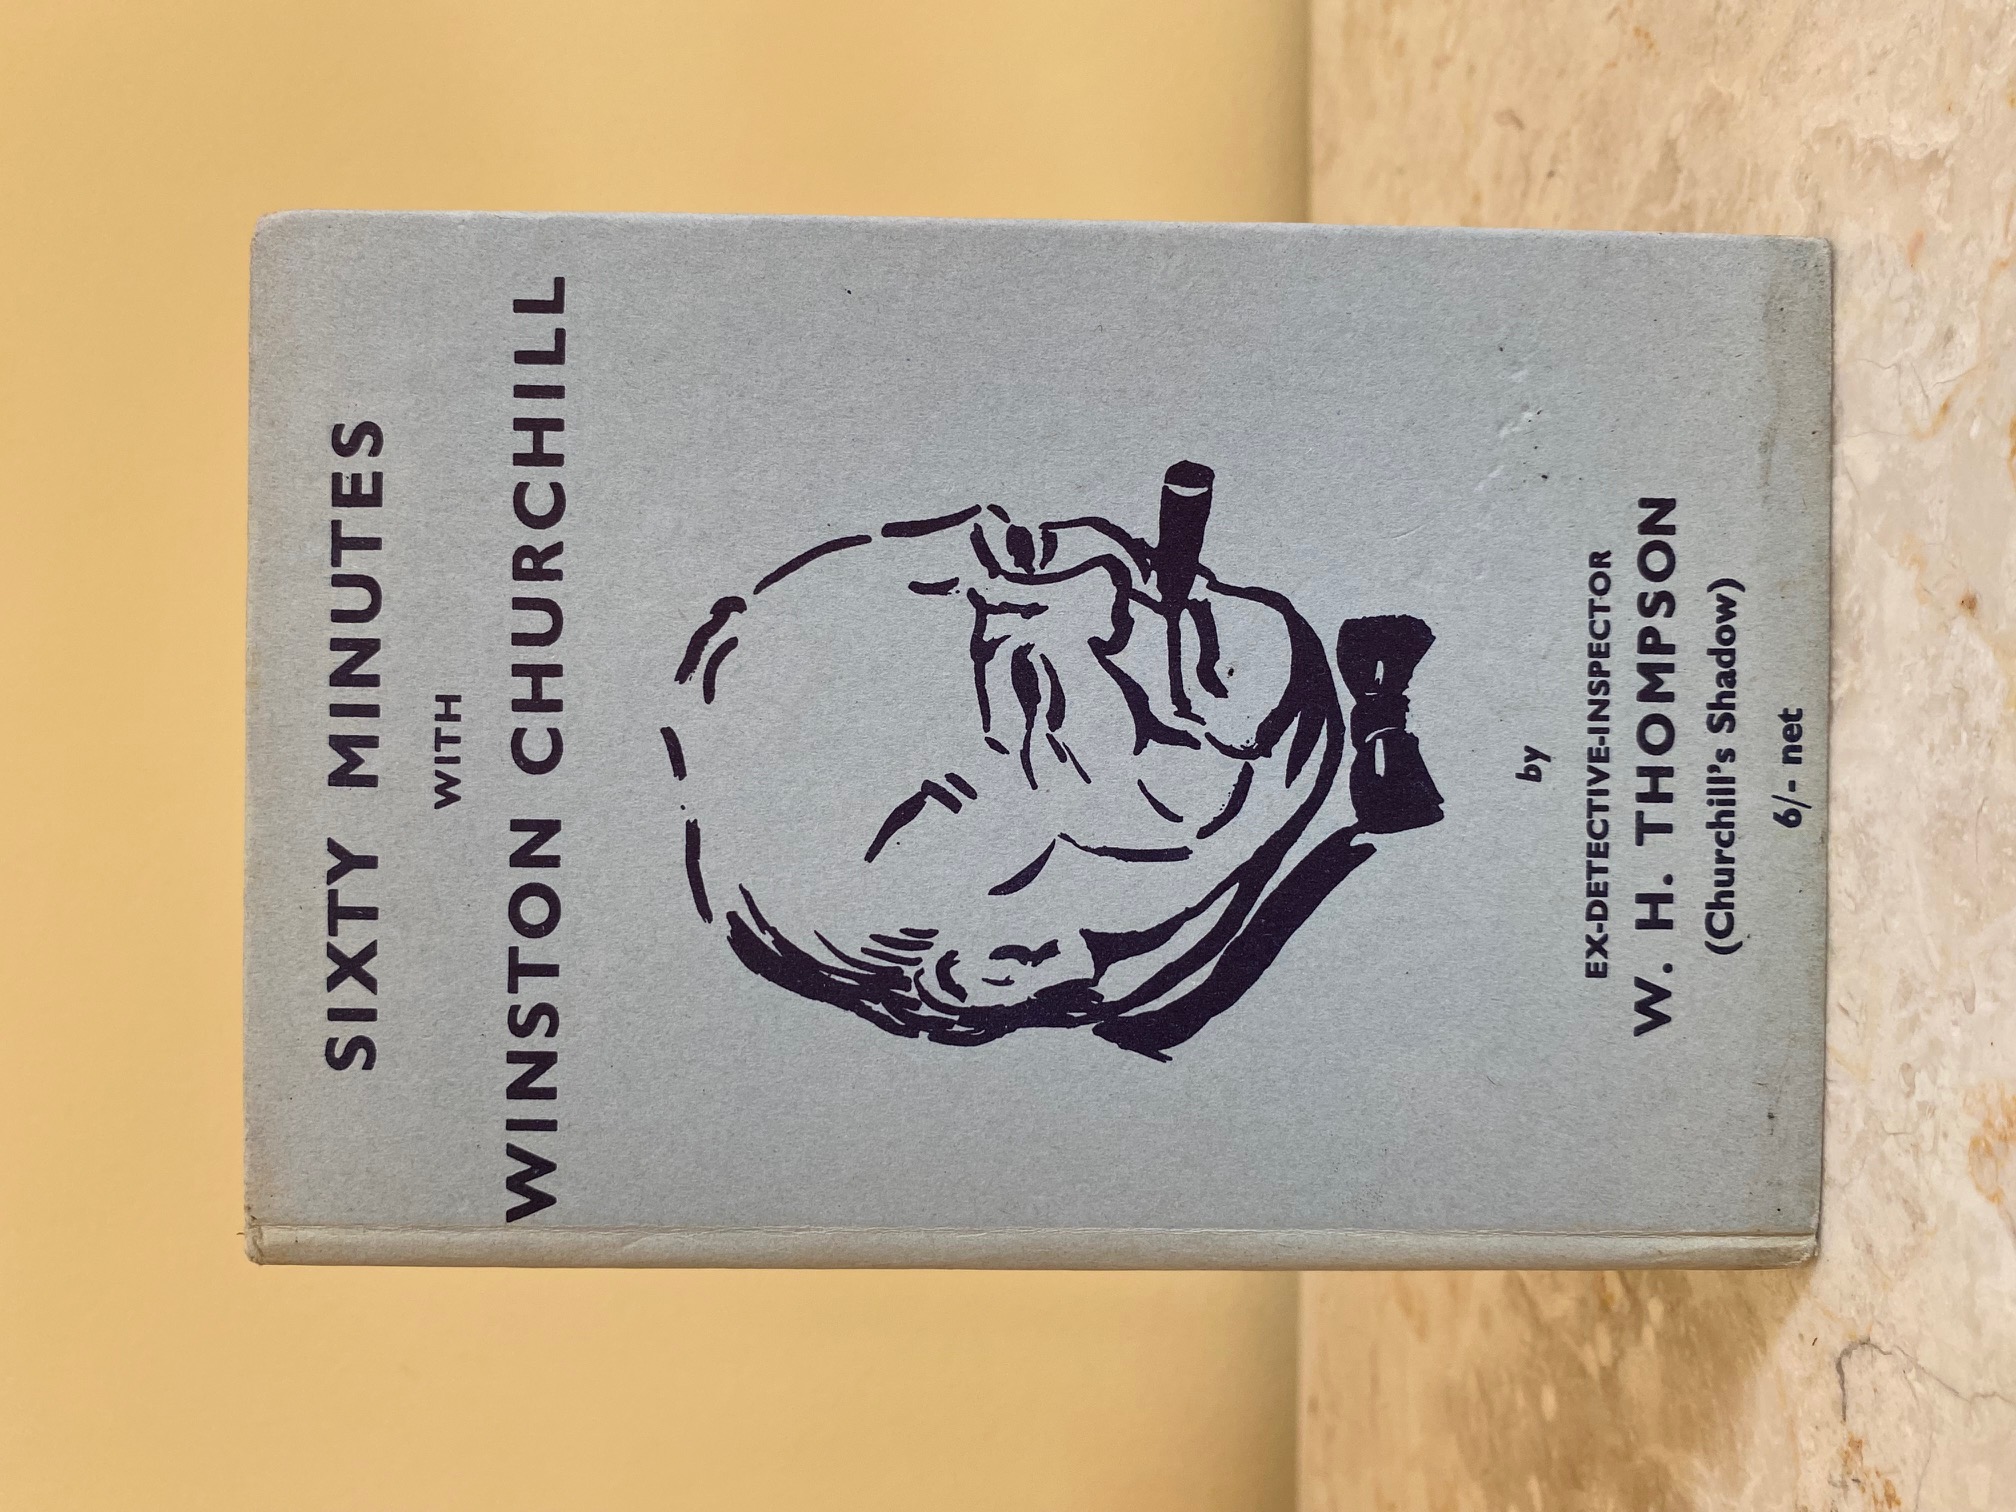 SIXTY MINUTES
WITH
WINSTON CHURCHILL
by
EX-DETECTIVE-INSPECTOR
W. H. THOMPSON
(Churchill's Shadow)
6/- net